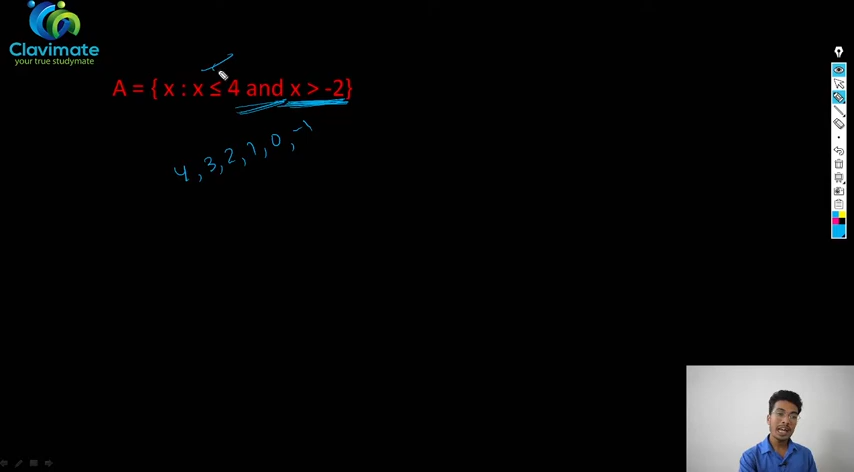 Clavimate
your true studymate
A = { x : x ≤ 4 and x > -2}
4, 3, 2, 1, 0, -1